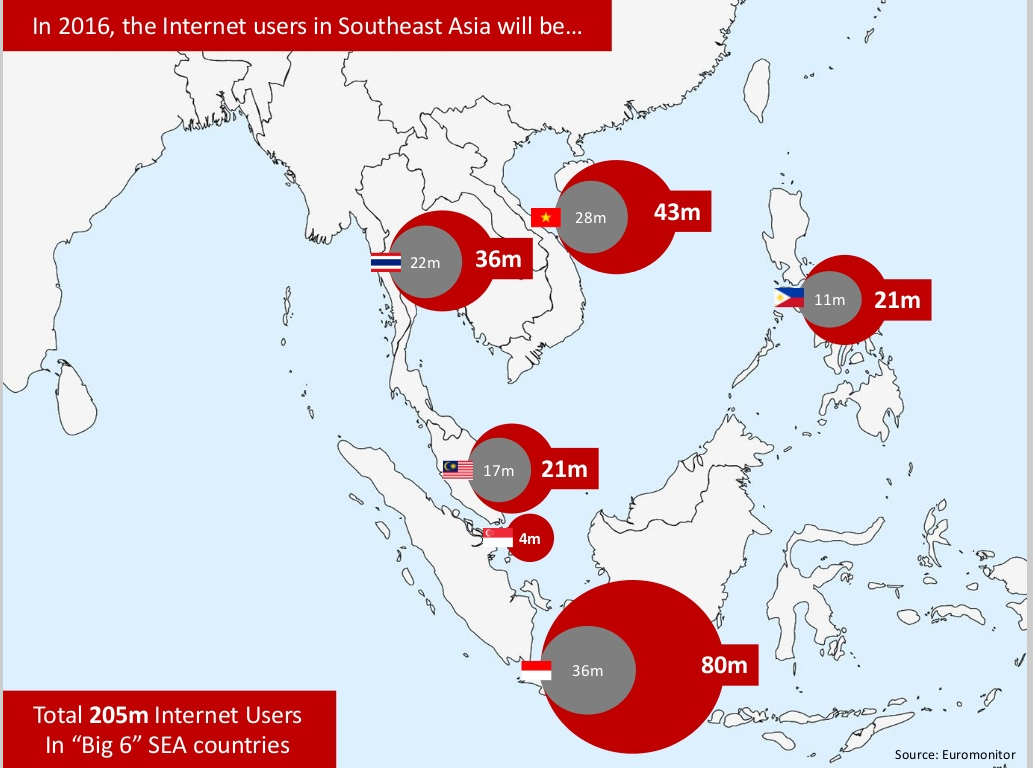 In 2016, the Internet users in Southeast Asia will be…
28m
43m
22m
36m
11m
21m
17m
21m
4m
36m
80m
Total 205m Internet Users
In “Big 6” SEA countries
Source: Euromonitor